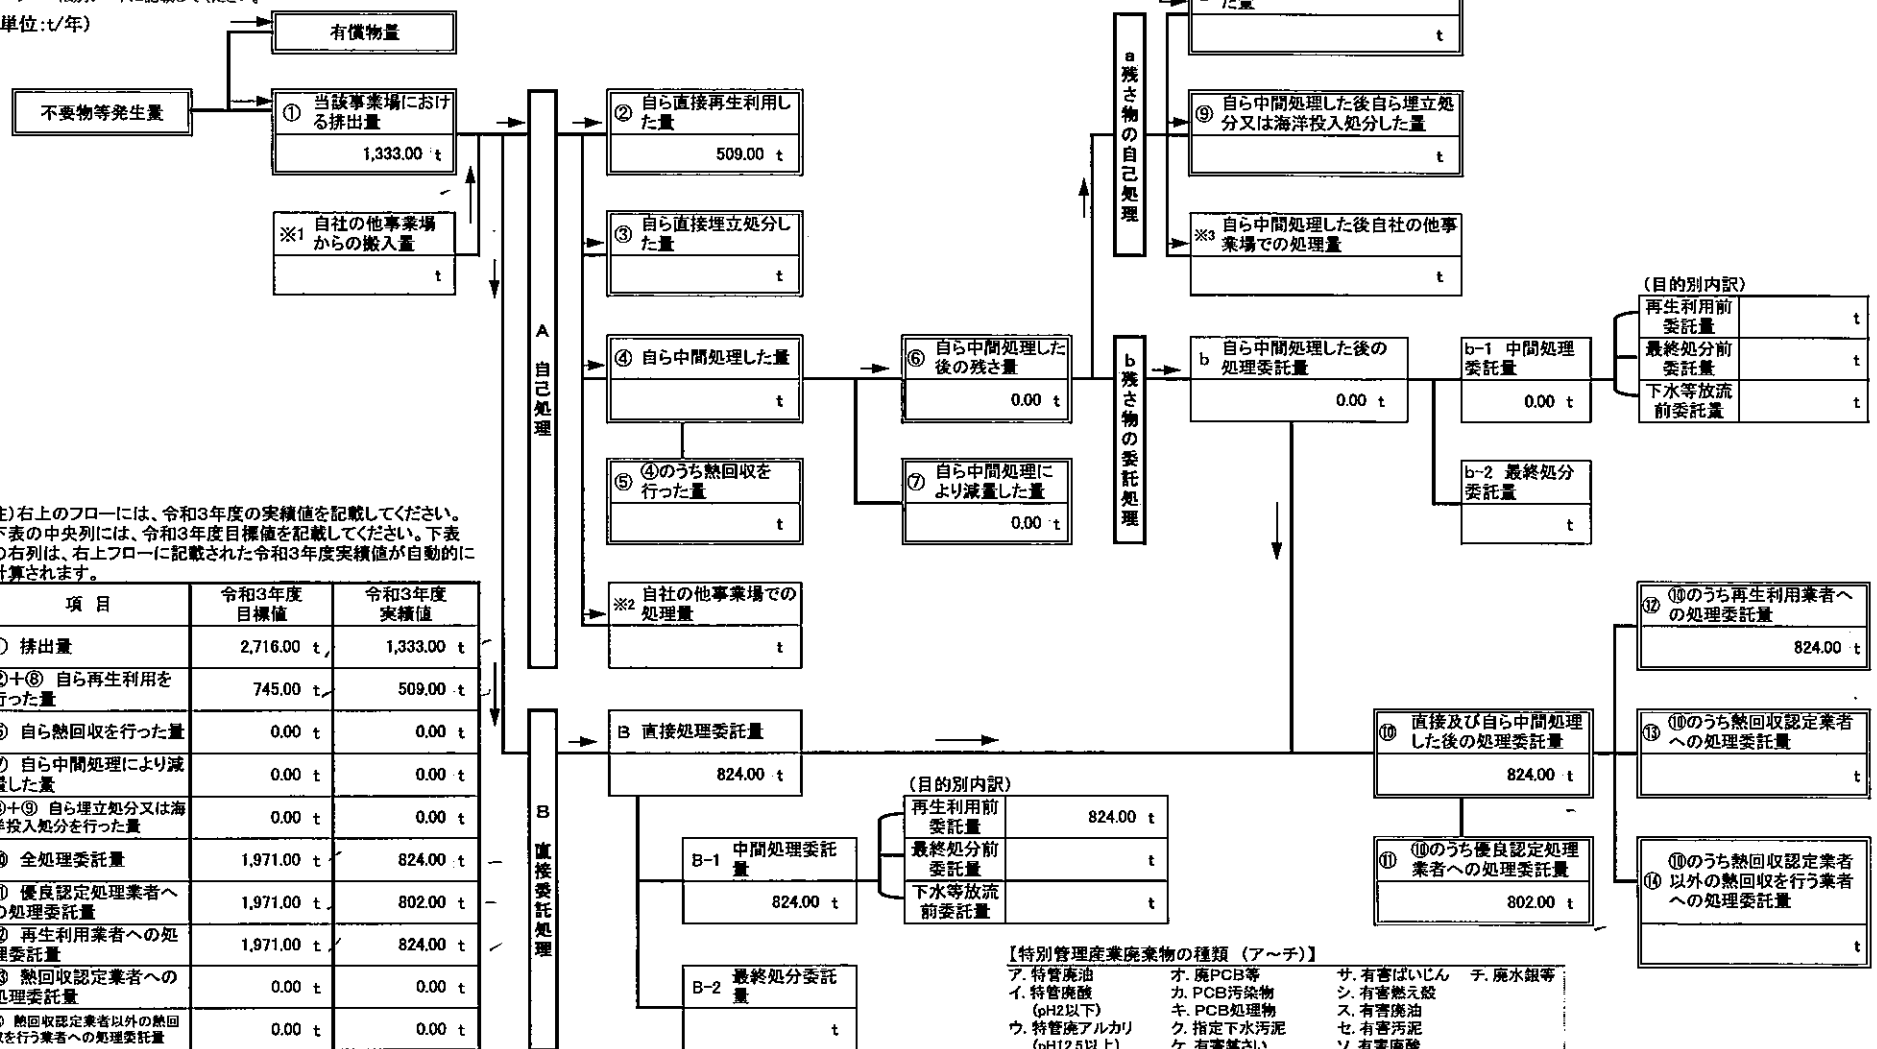 単位:t/年)
有償物量
不要物等発生量
① 当該事業場におけ
る排出量
1,333.00 t
※1 自社の他事業場
からの搬入量
t
A 自己処理
② 自ら直接再生利用し
た量
509.00 t
③ 自ら直接埋立処分し
た量
t
④ 自ら中間処理した量
t
⑤ ④のうち熱回収を
行った量
t
※2 自社の他事業場での
処理量
t
⑥ 自ら中間処理した
後の残さ量
0.00 t
⑦ 自ら中間処理に
より減量した量
0.00 t
a 残さ物の自己処理
た量
t
⑨ 自ら中間処理した後自ら埋立処
分又は海洋投入処分した量
t
※3 自ら中間処理した後自社の他事
業場での処理量
t
b 残さ物の委託処理
b 自ら中間処理した後の
処理委託量
0.00 t
b-1 中間処理
委託量
0.00 t
b-2 最終処分
委託量
t
(目的別内訳)
再生利用前
委託量 t
最終処分前
委託量 t
下水等放流
前委託量 t
注)右上のフローには、令和3年度の実績値を記載してください。
下表の中央列には、令和3年度目標値を記載してください。下表
の右列は、右上フローに記載された令和3年度実績値が自動的に
計算されます。
項 目 令和3年度
目標値 令和3年度
実績値
① 排出量 2,716.00 t 1,333.00 t
②+⑧ 自ら再生利用を
行った量 745.00 t 509.00 t
⑤ 自ら熱回収を行った量 0.00 t 0.00 t
⑦ 自ら中間処理により減
量した量 0.00 t 0.00 t
③+⑨ 自ら埋立処分又は海
洋投入処分を行った量 0.00 t 0.00 t
⑩ 全処理委託量 1,971.00 t 824.00 t
⑪ 優良認定処理業者へ
の処理委託量 1,971.00 t 802.00 t
⑫ 再生利用業者への処
理委託量 1,971.00 t 824.00 t
⑬ 熱回収認定業者への
処理委託量 0.00 t 0.00 t
熱回収認定業者以外の熱回
収を行う業者への処理委託量 0.00 t 0.00 t
B 直接委託処理
B 直接処理委託量
824.00 t
B-1 中間処理委託
量
824.00 t
B-2 最終処分委託
量
t
(目的別内訳)
再生利用前
委託量 824.00 t
最終処分前
委託量 t
下水等放流
前委託量 t
⑩ 直接及び自ら中間処理
した後の処理委託量
824.00 t
⑪ ⑩のうち優良認定処理
業者への処理委託量
802.00 t
⑫ ⑩のうち再生利用業者へ
の処理委託量
824.00 t
⑬ ⑩のうち熱回収認定業者
への処理委託量
t
⑩のうち熱回収認定業者
⑭ 以外の熱回収を行う業者
への処理委託量
t
【特別管理産業廃棄物の種類 (ア～チ)】
ア. 特管廃油 オ. 廃PCB等 サ. 有害ばいじん チ. 廃水銀等
イ. 特管廃酸 カ. PCB汚染物 シ. 有害燃え殻
(pH2以下) キ. PCB処理物 ス. 有害廃油
ウ. 特管廃アルカリ ク. 指定下水汚泥 セ. 有害汚泥
(pH12.5以上) ケ. 有害鉱さい ソ. 有害廃酸